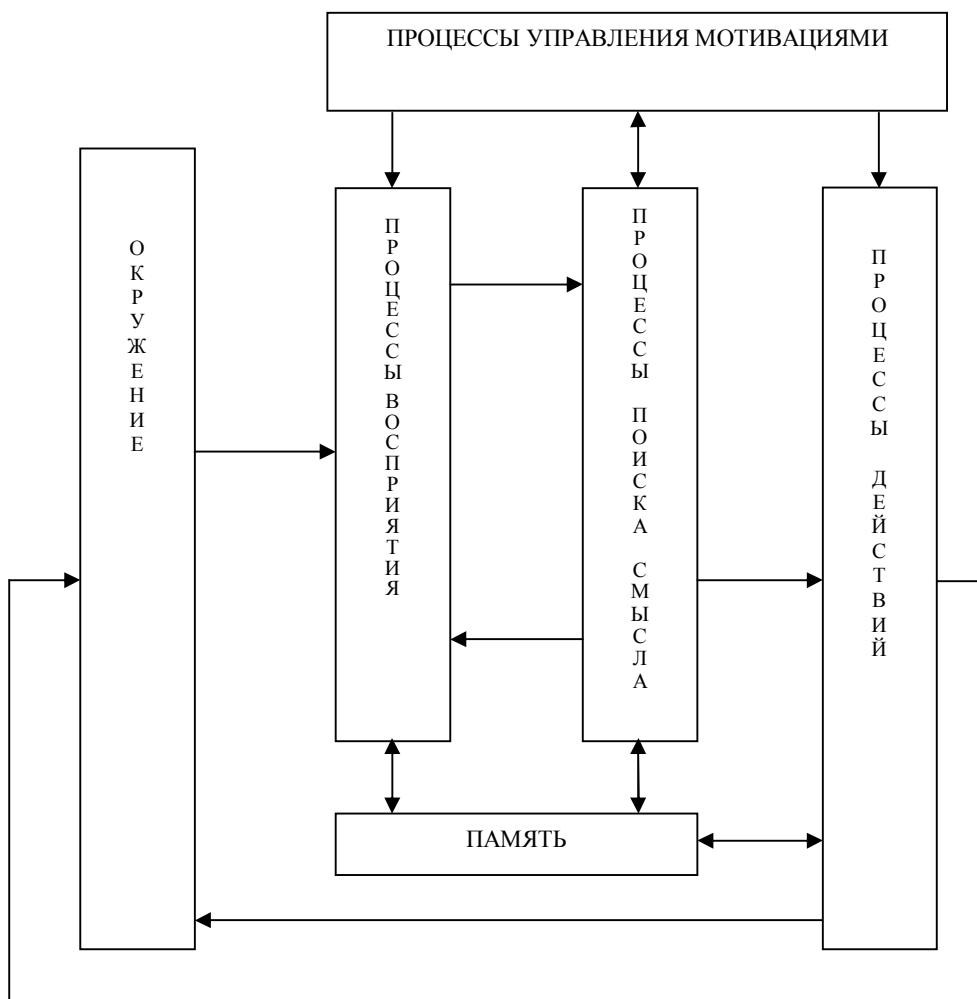 ПРОЦЕССЫ УПРАВЛЕНИЯ МОТИВАЦИЯМИ
ОКРУЖЕНИЕ
ПРОЦЕССЫ ВОСПРИЯТИЯ
ПРОЦЕССЫ ПОИСКА СМЫСЛА
ПРОЦЕССЫ ДЕЙСТВИЙ
ПАМЯТЬ